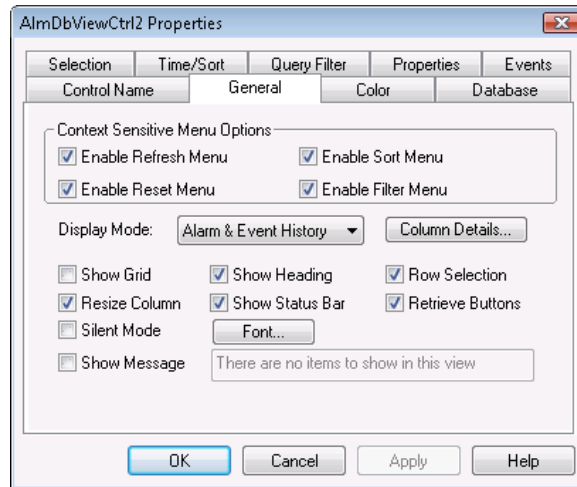 AlmDbViewCtrl2 Properties
Selection Time/Sort Query Filter Properties Events
Control Name General Color Database
Context Sensitive Menu Options
Enable Refresh Menu Enable Sort Menu
Enable Reset Menu Enable Filter Menu
Display Mode: Alarm & Event History Column Details...
Show Grid Show Heading Row Selection
Resize Column Show Status Bar Retrieve Buttons
Silent Mode Font...
Show Message There are no items to show in this view
OK Cancel Apply Help